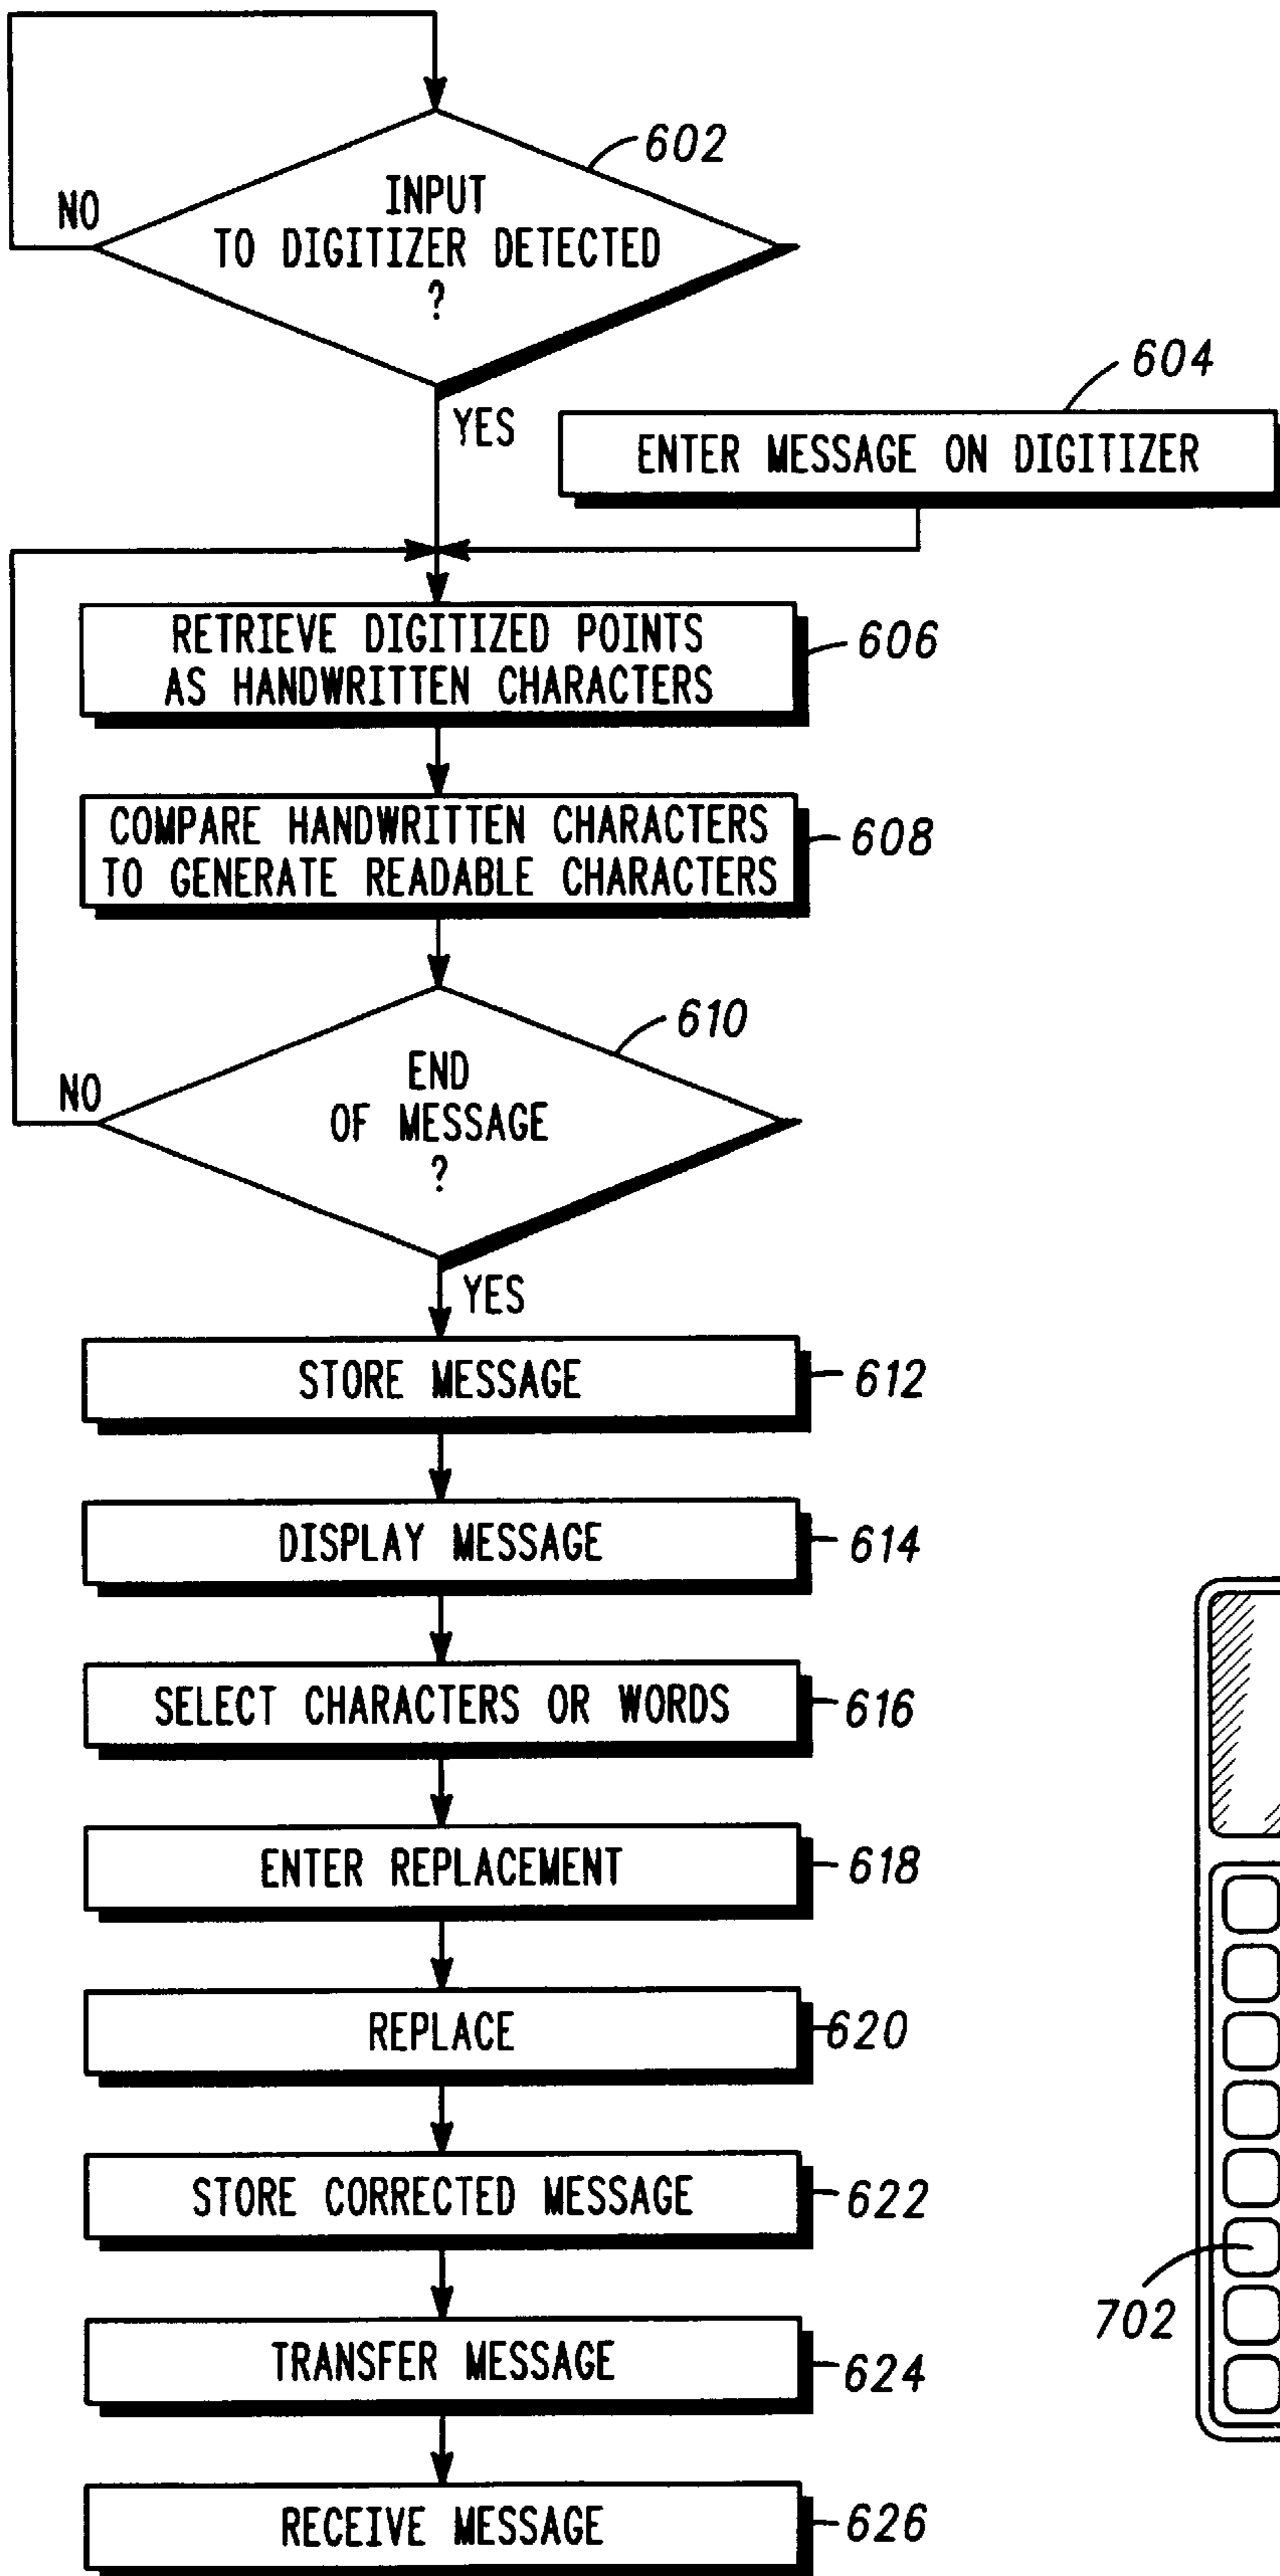 602
INPUT
NO
TO DIGITIZER DETECTED
?
604
YES
ENTER MESSAGE ON DIGITIZER
RETRIEVE DIGITIZED POINTS
AS HANDWRITTEN CHARACTERS
606
COMPARE HANDWRITTEN CHARACTERS
TO GENERATE READABLE CHARACTERS
608
610
END
NO
OF MESSAGE
?
YES
STORE MESSAGE
612
DISPLAY MESSAGE
614
SELECT CHARACTERS OR WORDS
616
ENTER REPLACEMENT
618
REPLACE
620
STORE CORRECTED MESSAGE
622
702
TRANSFER MESSAGE
624
RECEIVE MESSAGE
626